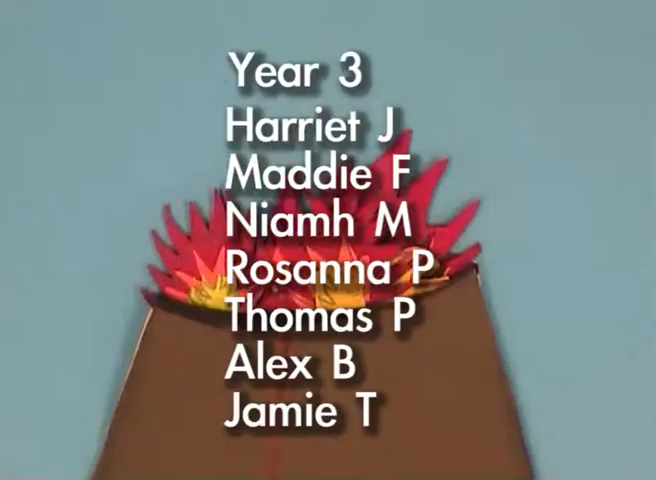 Year 3
Harriet J
Maddie F
Niamh M
Rosanna P
Thomas P
Alex B
Jamie T